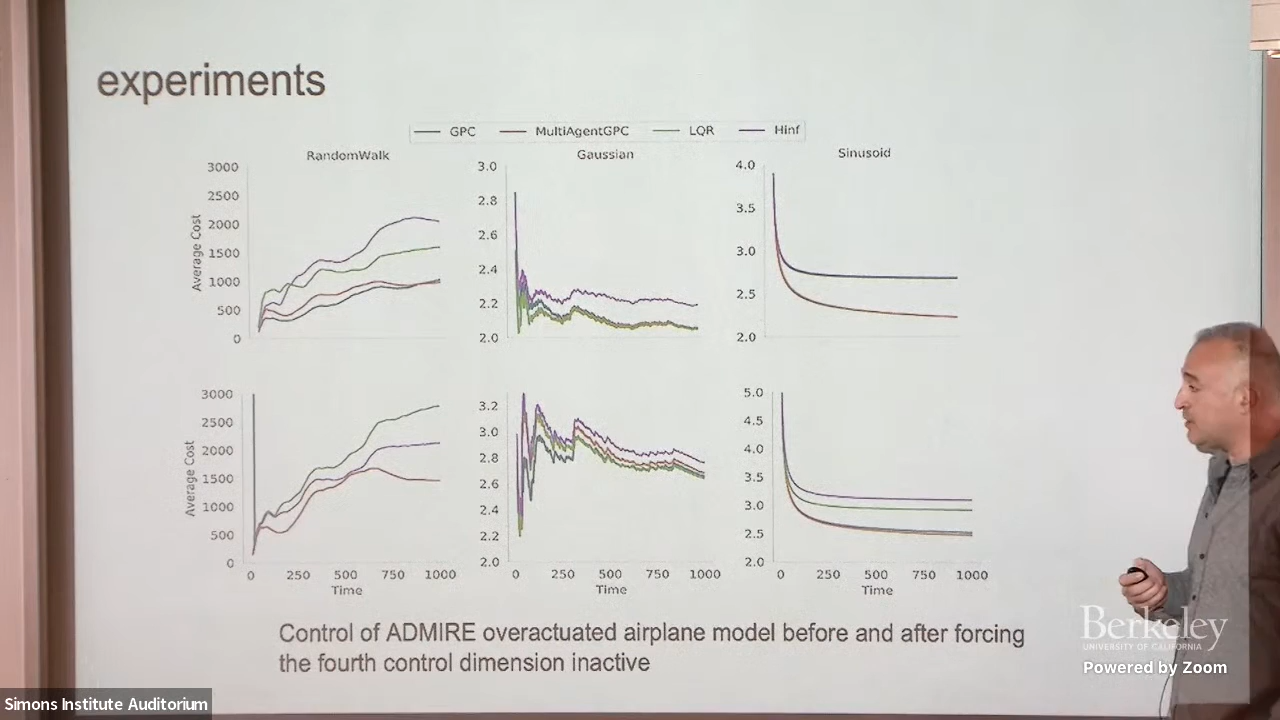 experiments
GPC MultiAgentGPC LQR Hinf
RandomWalk Gaussian Sinusoid
Average Cost
3000
2500
2000
1500
1000
500
0
3.0
2.8
2.6
2.4
2.2
2.0
4.0
3.5
3.0
2.5
2.0
Average Cost
3000
2500
2000
1500
1000
500
0
0 250 500 750 1000
Time
3.2
3.0
2.8
2.6
2.4
2.2
2.0
0 250 500 750 1000
Time
5.0
4.5
4.0
3.5
3.0
2.5
2.0
0 250 500 750 1000
Time
Control of ADMIRE overactuated airplane model before and after forcing
the fourth control dimension inactive
Berkeley
UNIVERSITY OF CALIFORNIA
Powered by Zoom
Simons Institute Auditorium